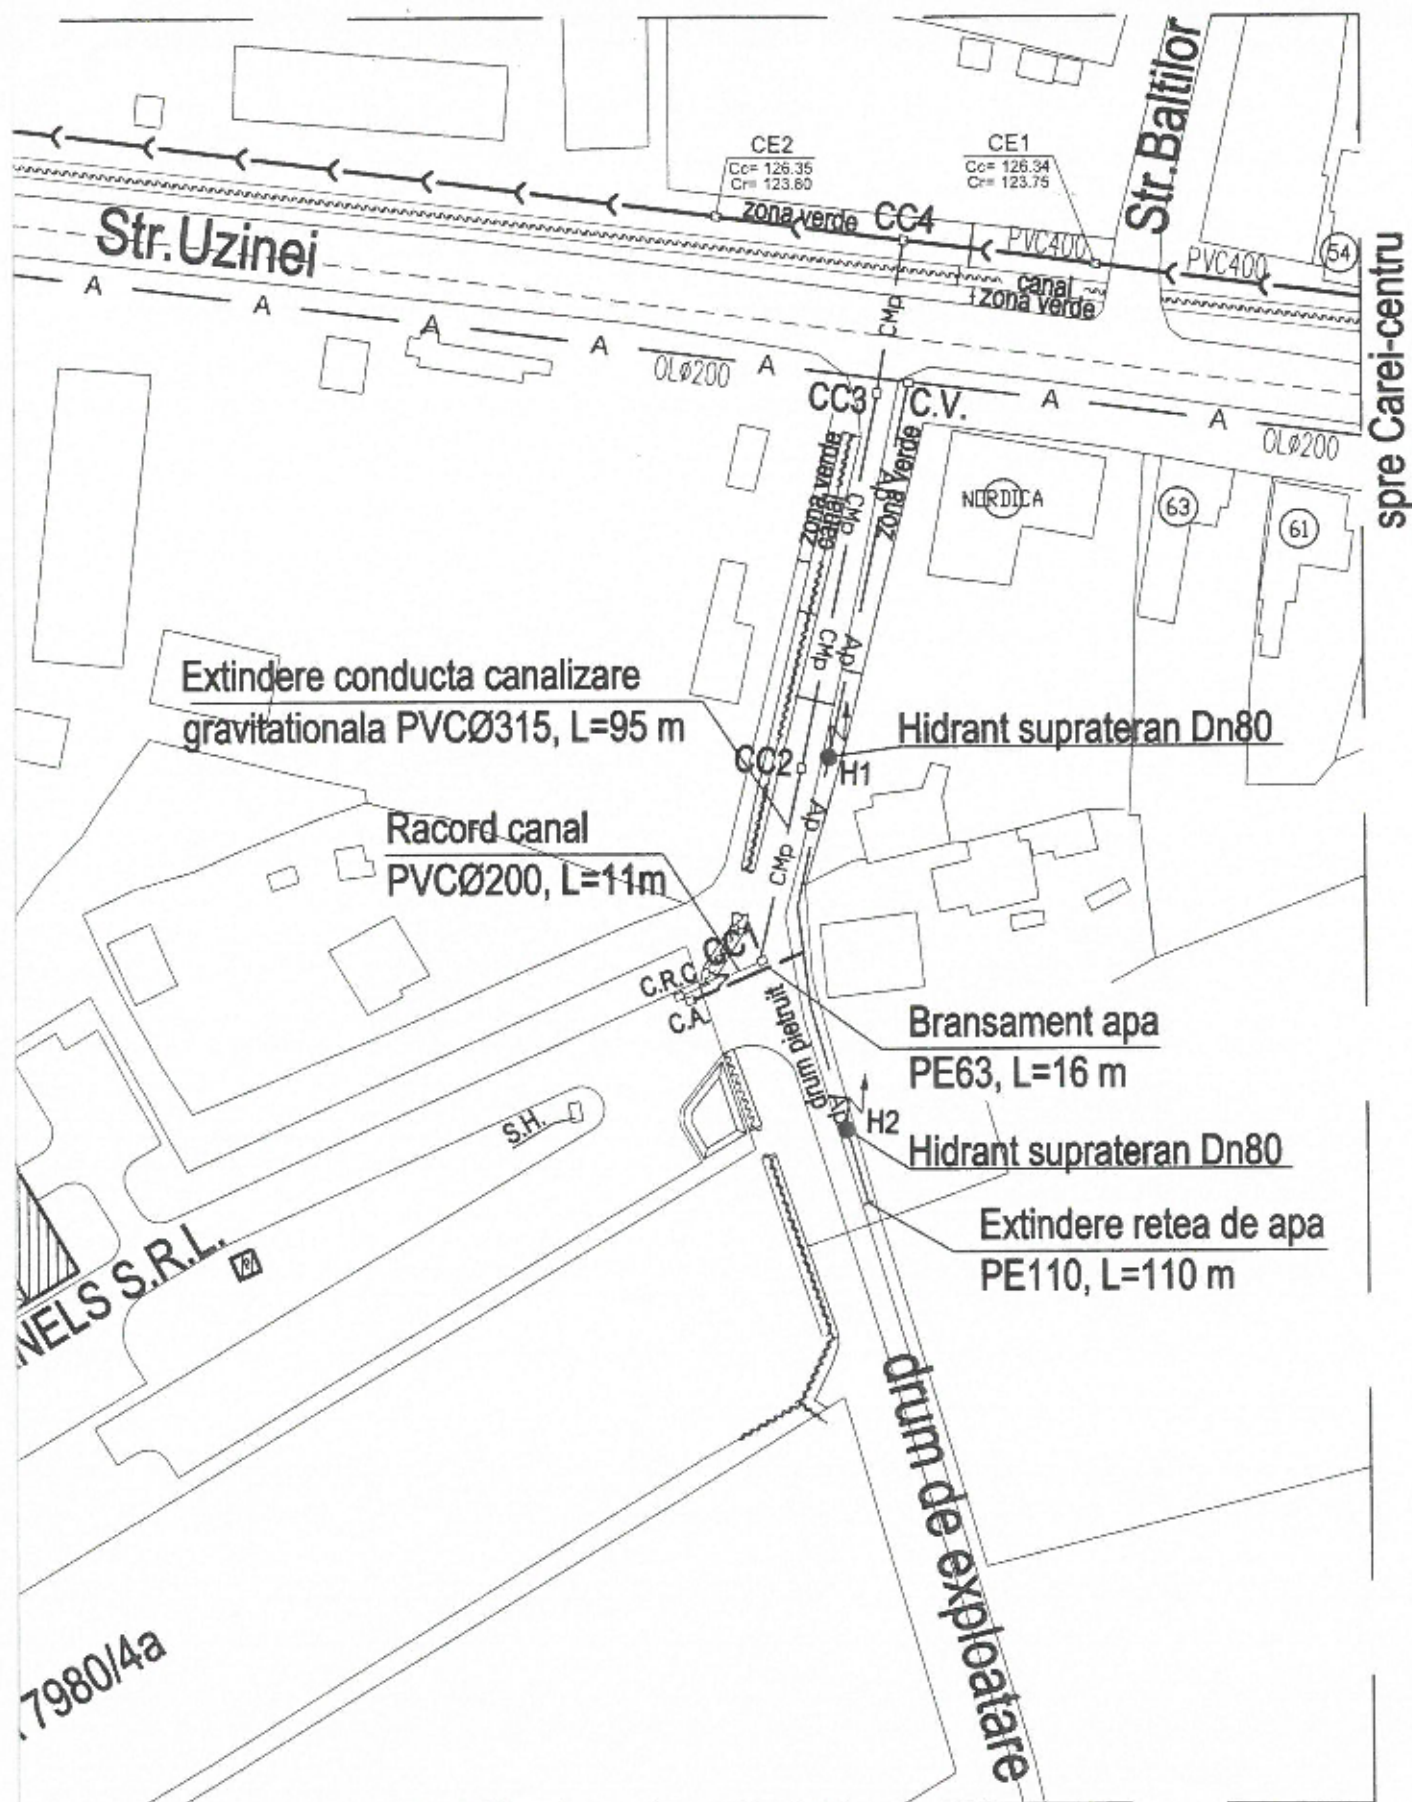 Str.Baltilor
CE2
Cc= 126.35
Cr= 123.80
CE1
Cc= 126.34
Cr= 123.75
zona verde
CC4
PVC400
PVC400
54
canal
zona verde
Str.Uzinei
A
A
A
A
A
A
A
OLø200
OLø200
spre Carei-centru
CMp
CC3
C.V.
zona verde
canal
CMp
Ap
zona verde
NORDICA
63
61
CMp
Ap
Extindere conducta canalizare
gravitationala PVCØ315, L=95 m
Hidrant suprateran Dn80
CC2
H1
Ap
Racord canal
PVCØ200, L=11m
CMp
CC1
C.R.C.
C.A.
drum pietruit
Bransament apa
PE63, L=16 m
Ap
H2
Hidrant suprateran Dn80
S.H.
Extindere retea de apa
PE110, L=110 m
NELS S.R.L.
drum de exploatare
7980/4a